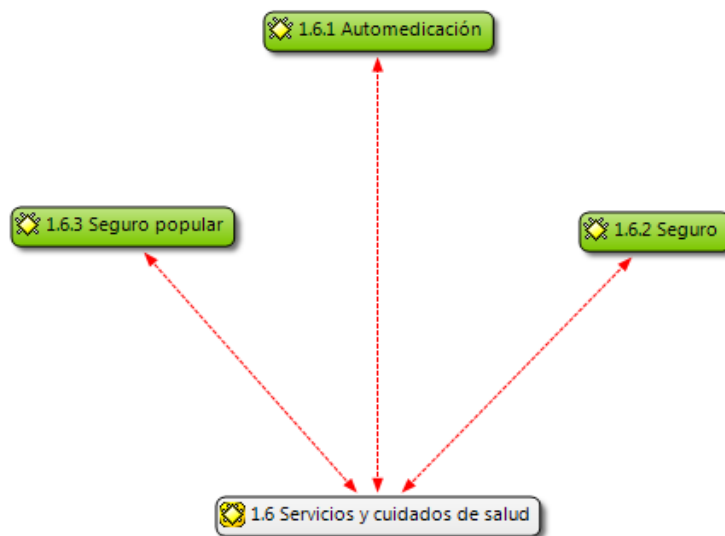 1.6.1 Automedicación
1.6.3 Seguro popular
1.6.2 Seguro
1.6 Servicios y cuidados de salud